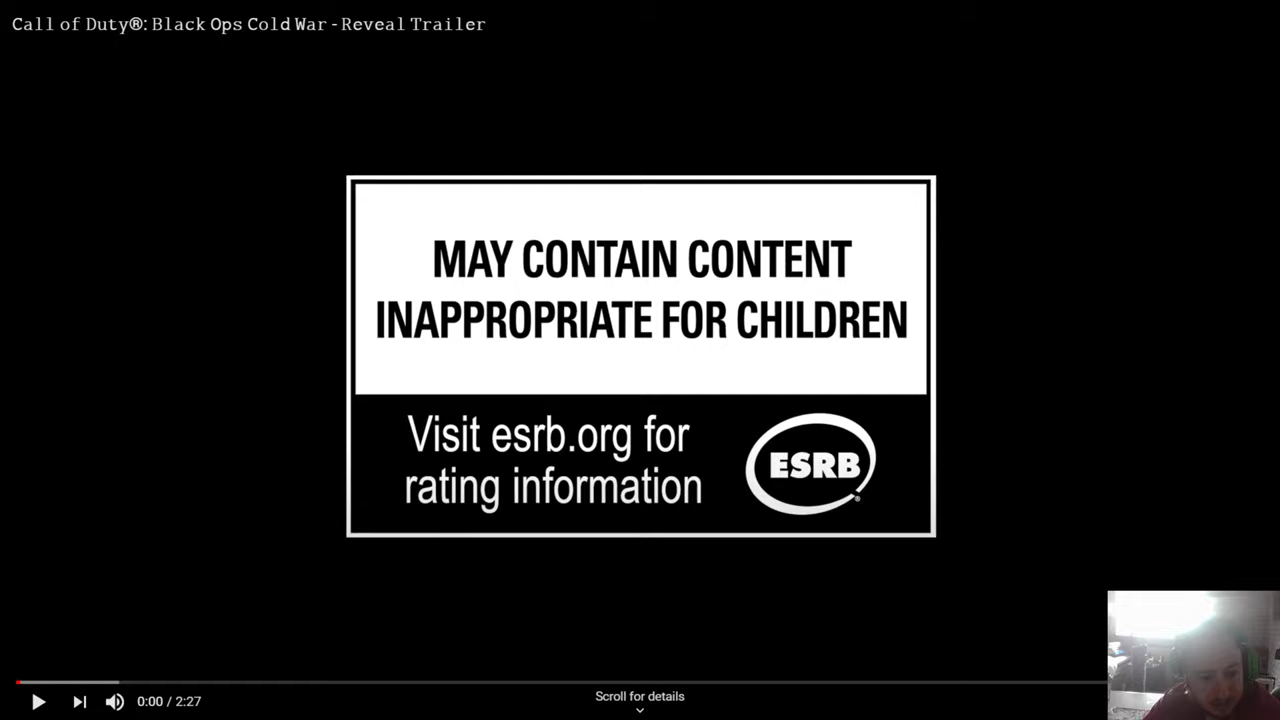 Call of Duty®: Black Ops Cold War - Reveal Trailer
MAY CONTAIN CONTENT
INAPPROPRIATE FOR CHILDREN
Visit esrb.org for
rating information
ESRB
®
0:00 / 2:27
Scroll for details